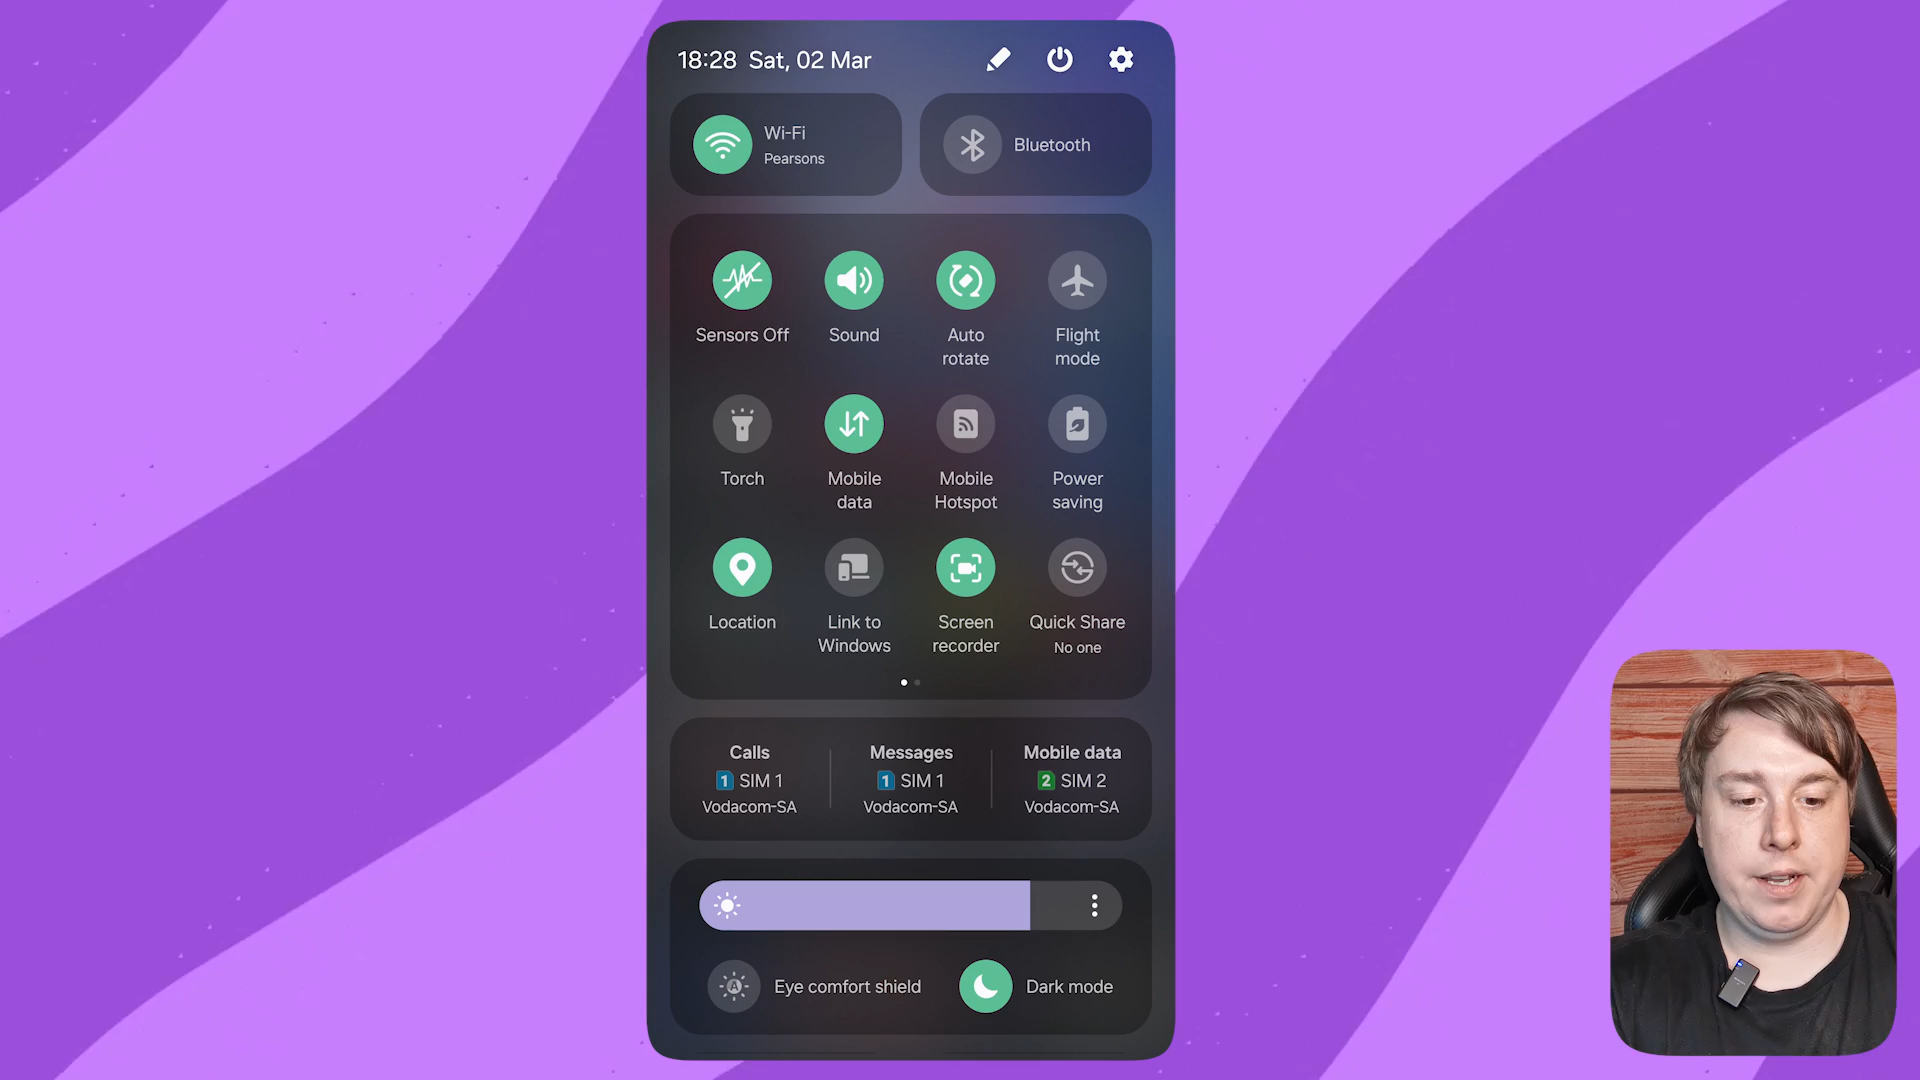 18:28 Sat, 02 Mar
Wi-Fi
Pearsons
Bluetooth
Sensors Off
Sound
Auto
rotate
Flight
mode
Torch
Mobile
data
Mobile
Hotspot
Power
saving
Location
Link to
Windows
Screen
recorder
Quick Share
No one
Calls
1 SIM 1
Vodacom-SA
Messages
1 SIM 1
Vodacom-SA
Mobile data
2 SIM 2
Vodacom-SA
A
Eye comfort shield
Dark mode